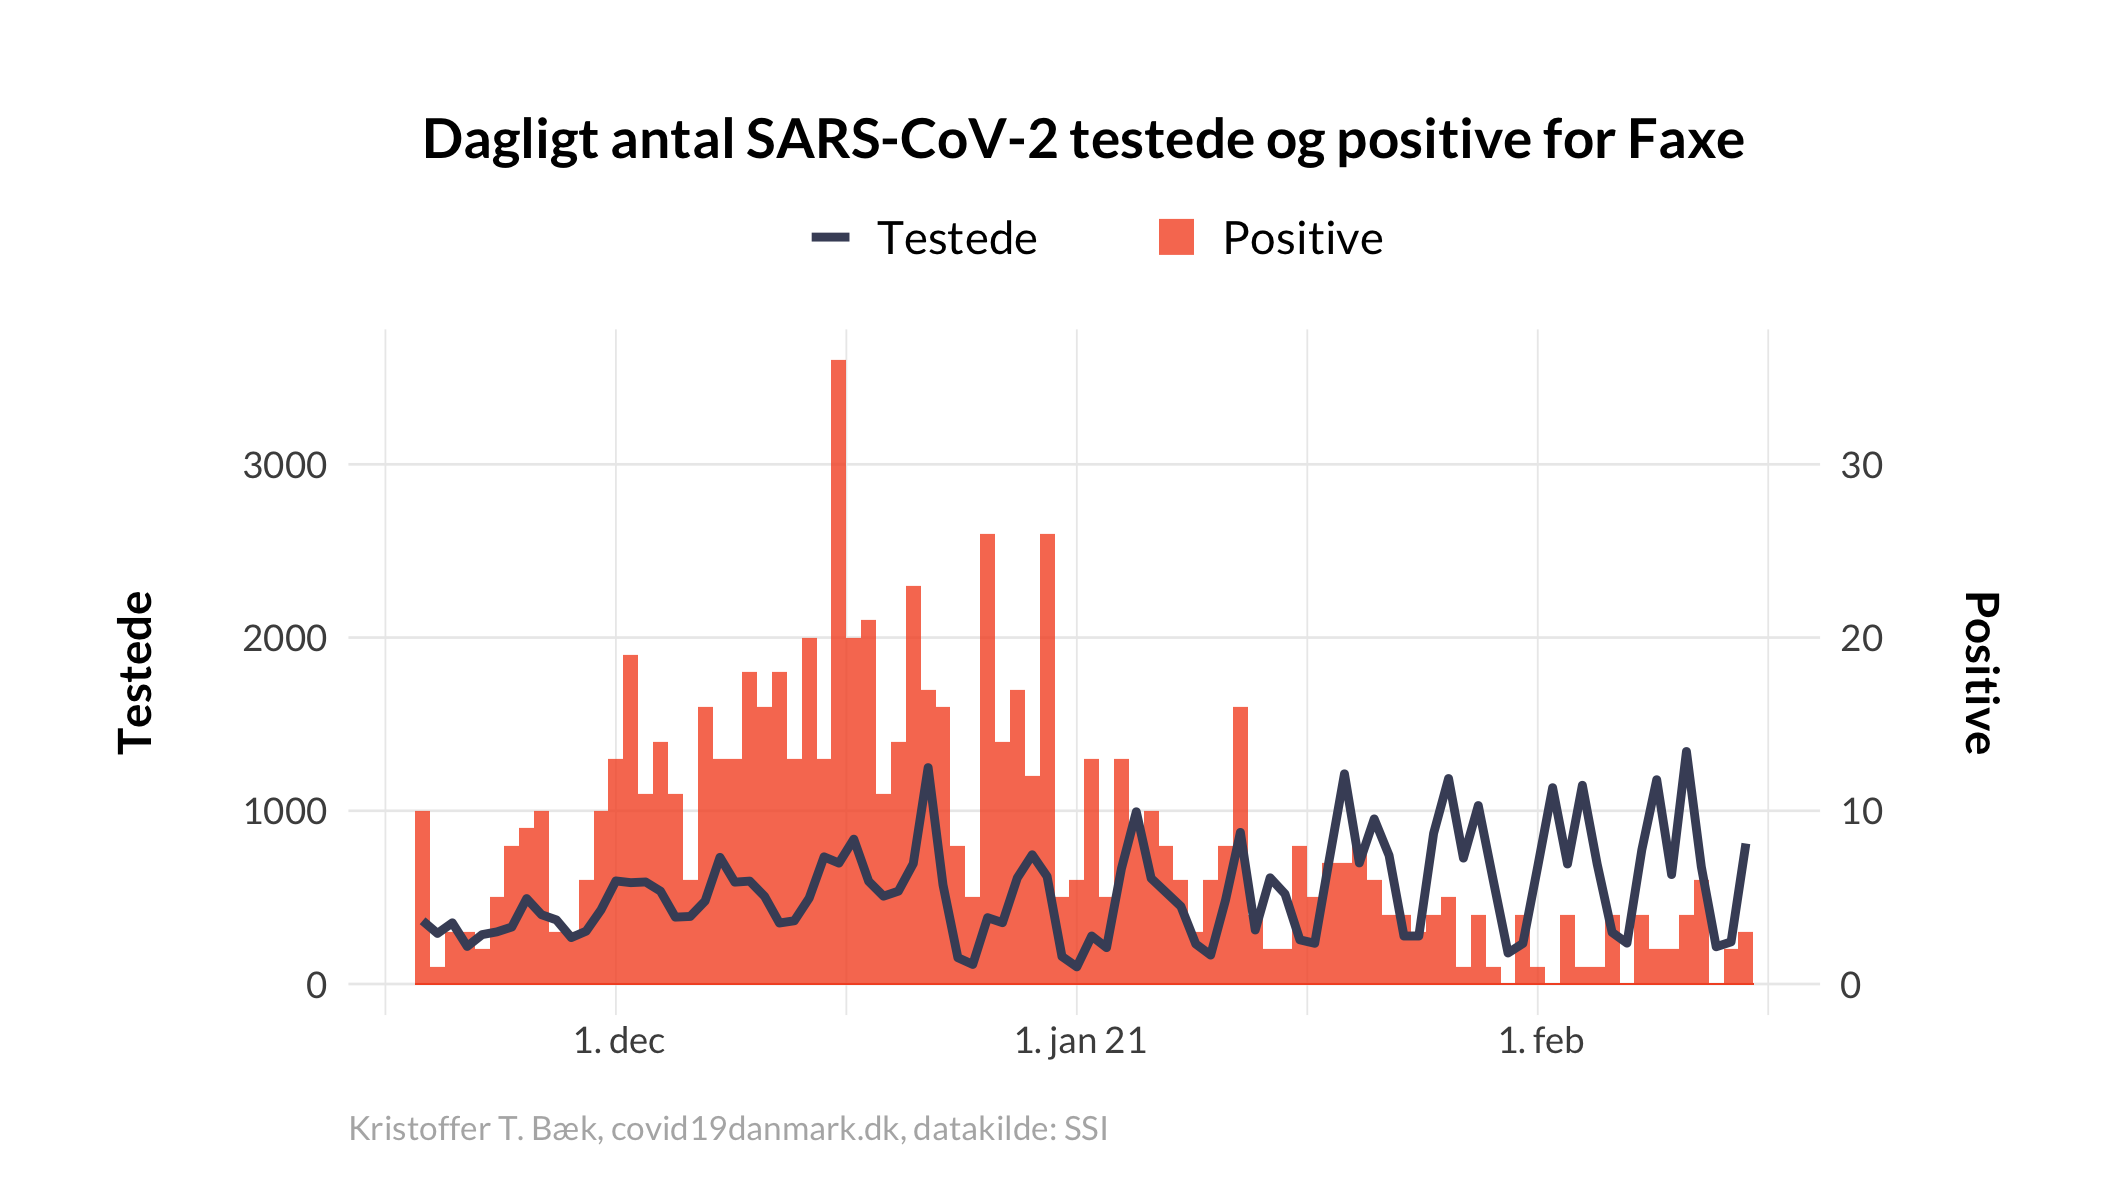 Dagligt antal SARS-CoV-2 testede og positive for Faxe
Testede
Positive
Testede
3000
2000
1000
0
30
20
10
0
Positive
1. dec
1. jan 21
1. feb
Kristoffer T. Bæk, covid19danmark.dk, datakilde: SSI